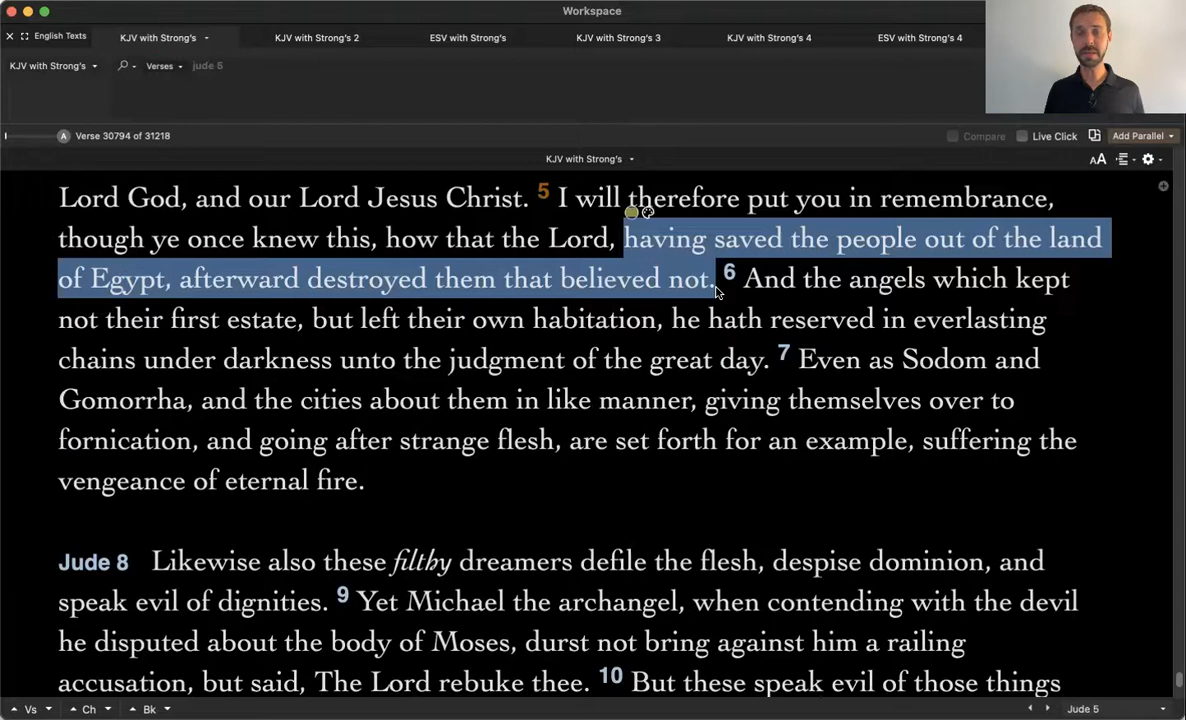 Workspace
English Texts
KJV with Strong's
KJV with Strong's 2
ESV with Strong's
KJV with Strong's 3
KJV with Strong's 4
ESV with Strong's 4
KJV with Strong's Verses jude 5
A Verse 30794 of 31218 Compare Live Click Add Parallel
KJV with Strong's
AA
Lord God, and our Lord Jesus Christ. 5 I will therefore put you in remembrance,
though ye once knew this, how that the Lord, having saved the people out of the land
of Egypt, afterward destroyed them that believed not. 6 And the angels which kept
not their first estate, but left their own habitation, he hath reserved in everlasting
chains under darkness unto the judgment of the great day. 7 Even as Sodom and
Gomorrha, and the cities about them in like manner, giving themselves over to
fornication, and going after strange flesh, are set forth for an example, suffering the
vengeance of eternal fire.
Jude 8 Likewise also these filthy dreamers defile the flesh, despise dominion, and
speak evil of dignities. 9 Yet Michael the archangel, when contending with the devil
he disputed about the body of Moses, durst not bring against him a railing
accusation, but said, The Lord rebuke thee. 10 But these speak evil of those things
Vs Ch Bk Jude 5